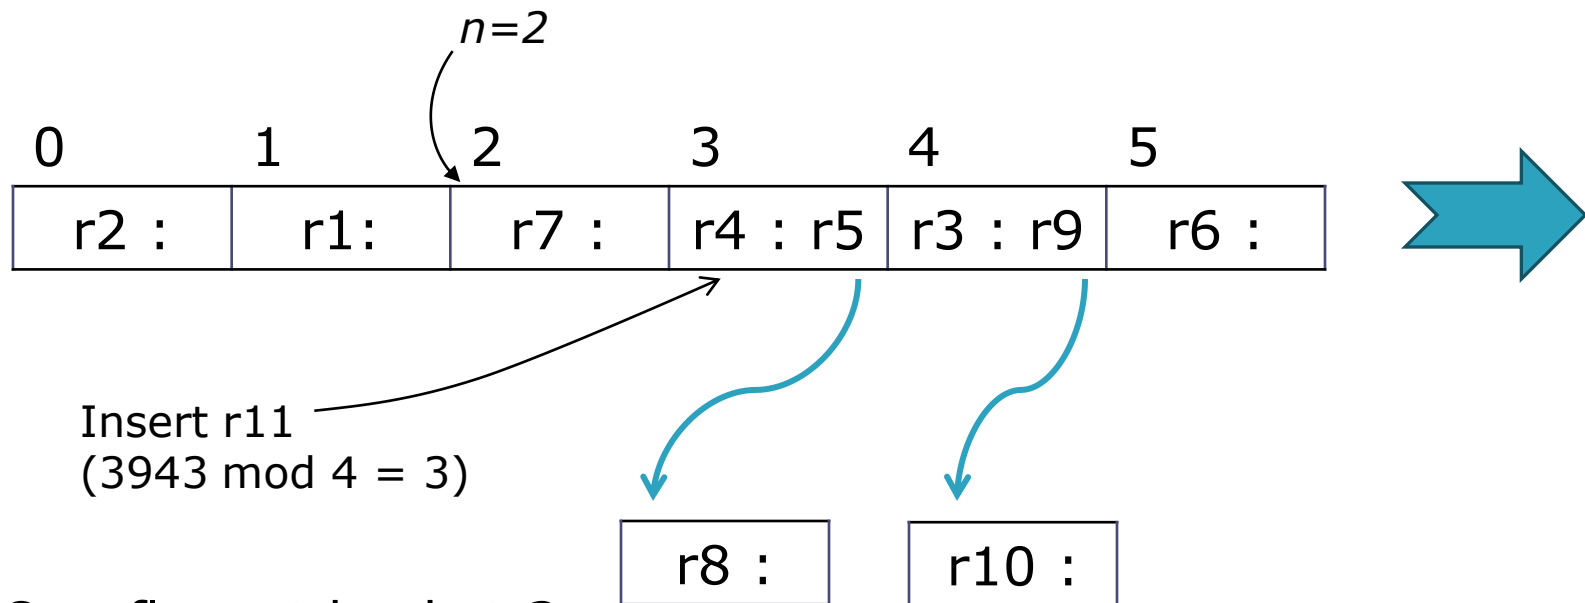 n=2
0 1 2 3 4 5
r2 : r1: r7 : r4 : r5 r3 : r9 r6 :
Insert r11
(3943 mod 4 = 3)
r8 : r10 :